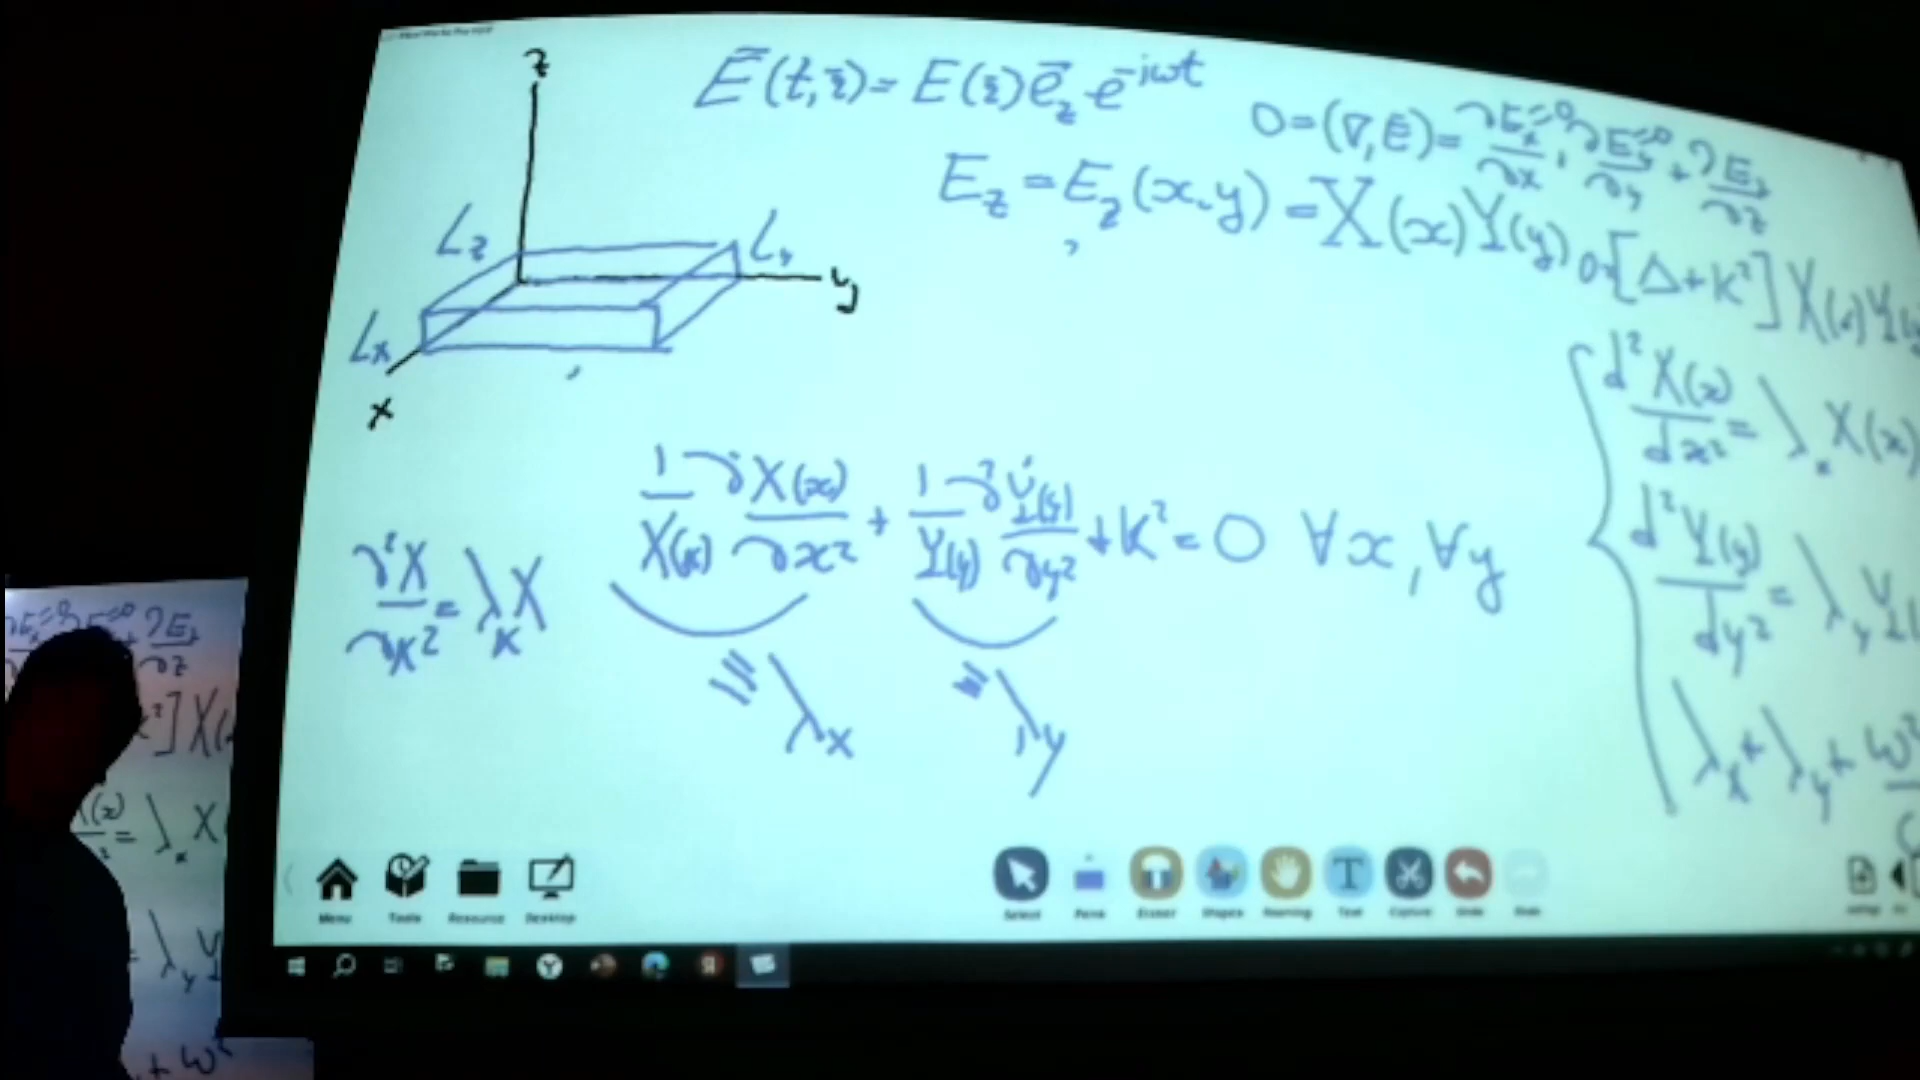 z
E⃗(t, r⃗) = E(r⃗) e⃗_z e^{-iωt}
0 = (∇, E⃗) = ∂E_x/∂x + ∂E_y/∂y + ∂E_z/∂z
E_z = E_z(x, y) = X(x)Y(y)
0 = [Δ + k²] X(x)Y(y
L_z
L_y
y
L_x
x
d²X(x)/dx² = λ_x X(x)
1/X(x) ∂²X(x)/∂x² + 1/Y(y) ∂²Y(y)/∂y² + k² = 0 ∀x, ∀y
∂²X/∂x² = λ_x X
d²Y(y)/dy² = λ_y Y(
≡ λ_x
≡ λ_y
λ_x + λ_y + ω²
Menu Tools Resource Desktop
Select Pens Eraser Shapes Roaming Text Capture Undo